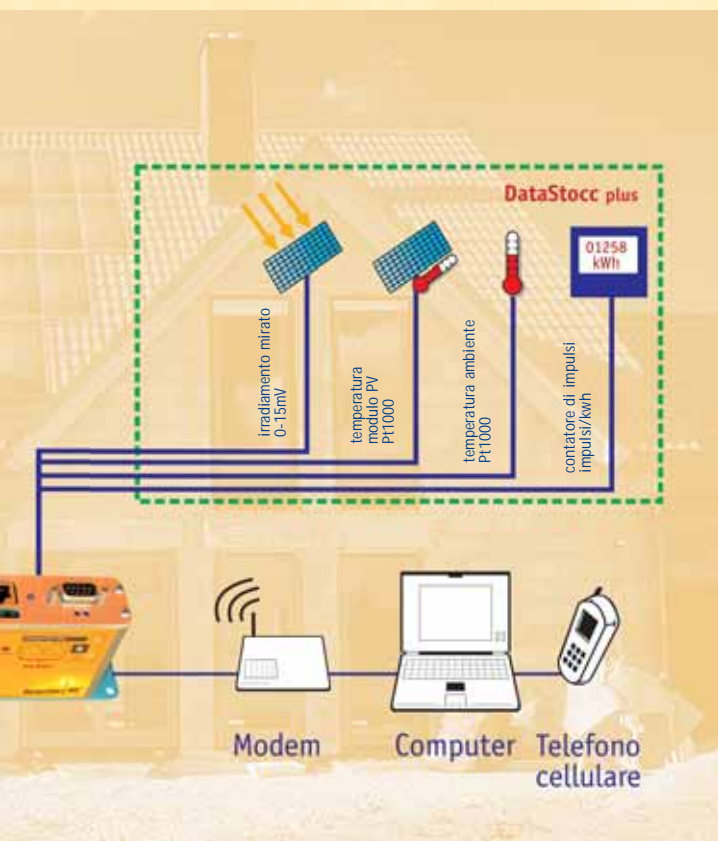 DataStocc plus
01258
kWh
irradiamento mirato
0-15mV
temperatura
modulo PV
Pt1000
temperatura ambiente
Pt1000
contatore di impulsi
impulsi/kwh
Modem
Computer
Telefono
cellulare